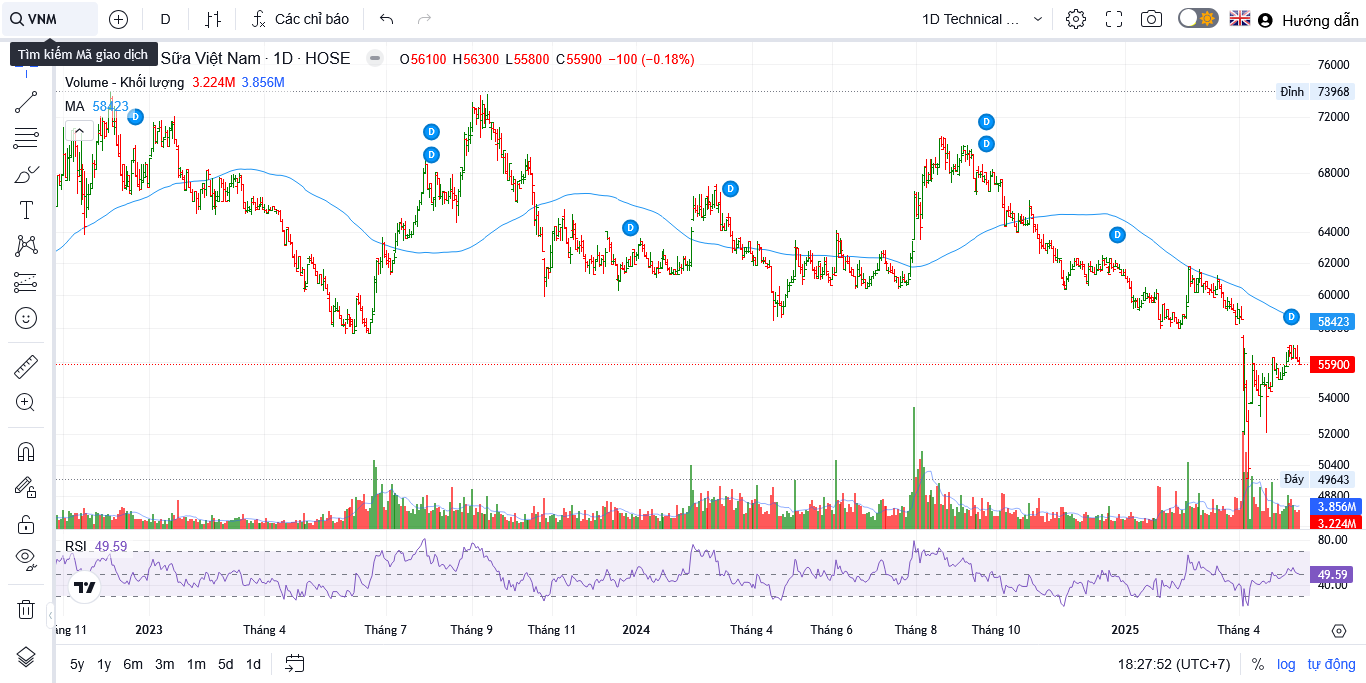 VNM D Các chỉ báo 1D Technical ... Hướng dẫn
Tìm kiếm Mã giao dịch Sữa Việt Nam · 1D · HOSE O56100 H56300 L55800 C55900 −100 (−0.18%)
Volume - Khối lượng 3.224M 3.856M
MA 58423
D
D
D
D
D
D
D
D
D
76000
Đỉnh 73968
72000
68000
64000
62000
60000
58423
58000
55900
54000
52000
50400
Đáy 49643
48800
3.856M
3.224M
RSI 49.59
80.00
49.59
40.00
ng 11 2023 Tháng 4 Tháng 7 Tháng 9 Tháng 11 2024 Tháng 4 Tháng 6 Tháng 8 Tháng 10 2025 Tháng 4
5y 1y 6m 3m 1m 5d 1d 18:27:52 (UTC+7) % log tự động